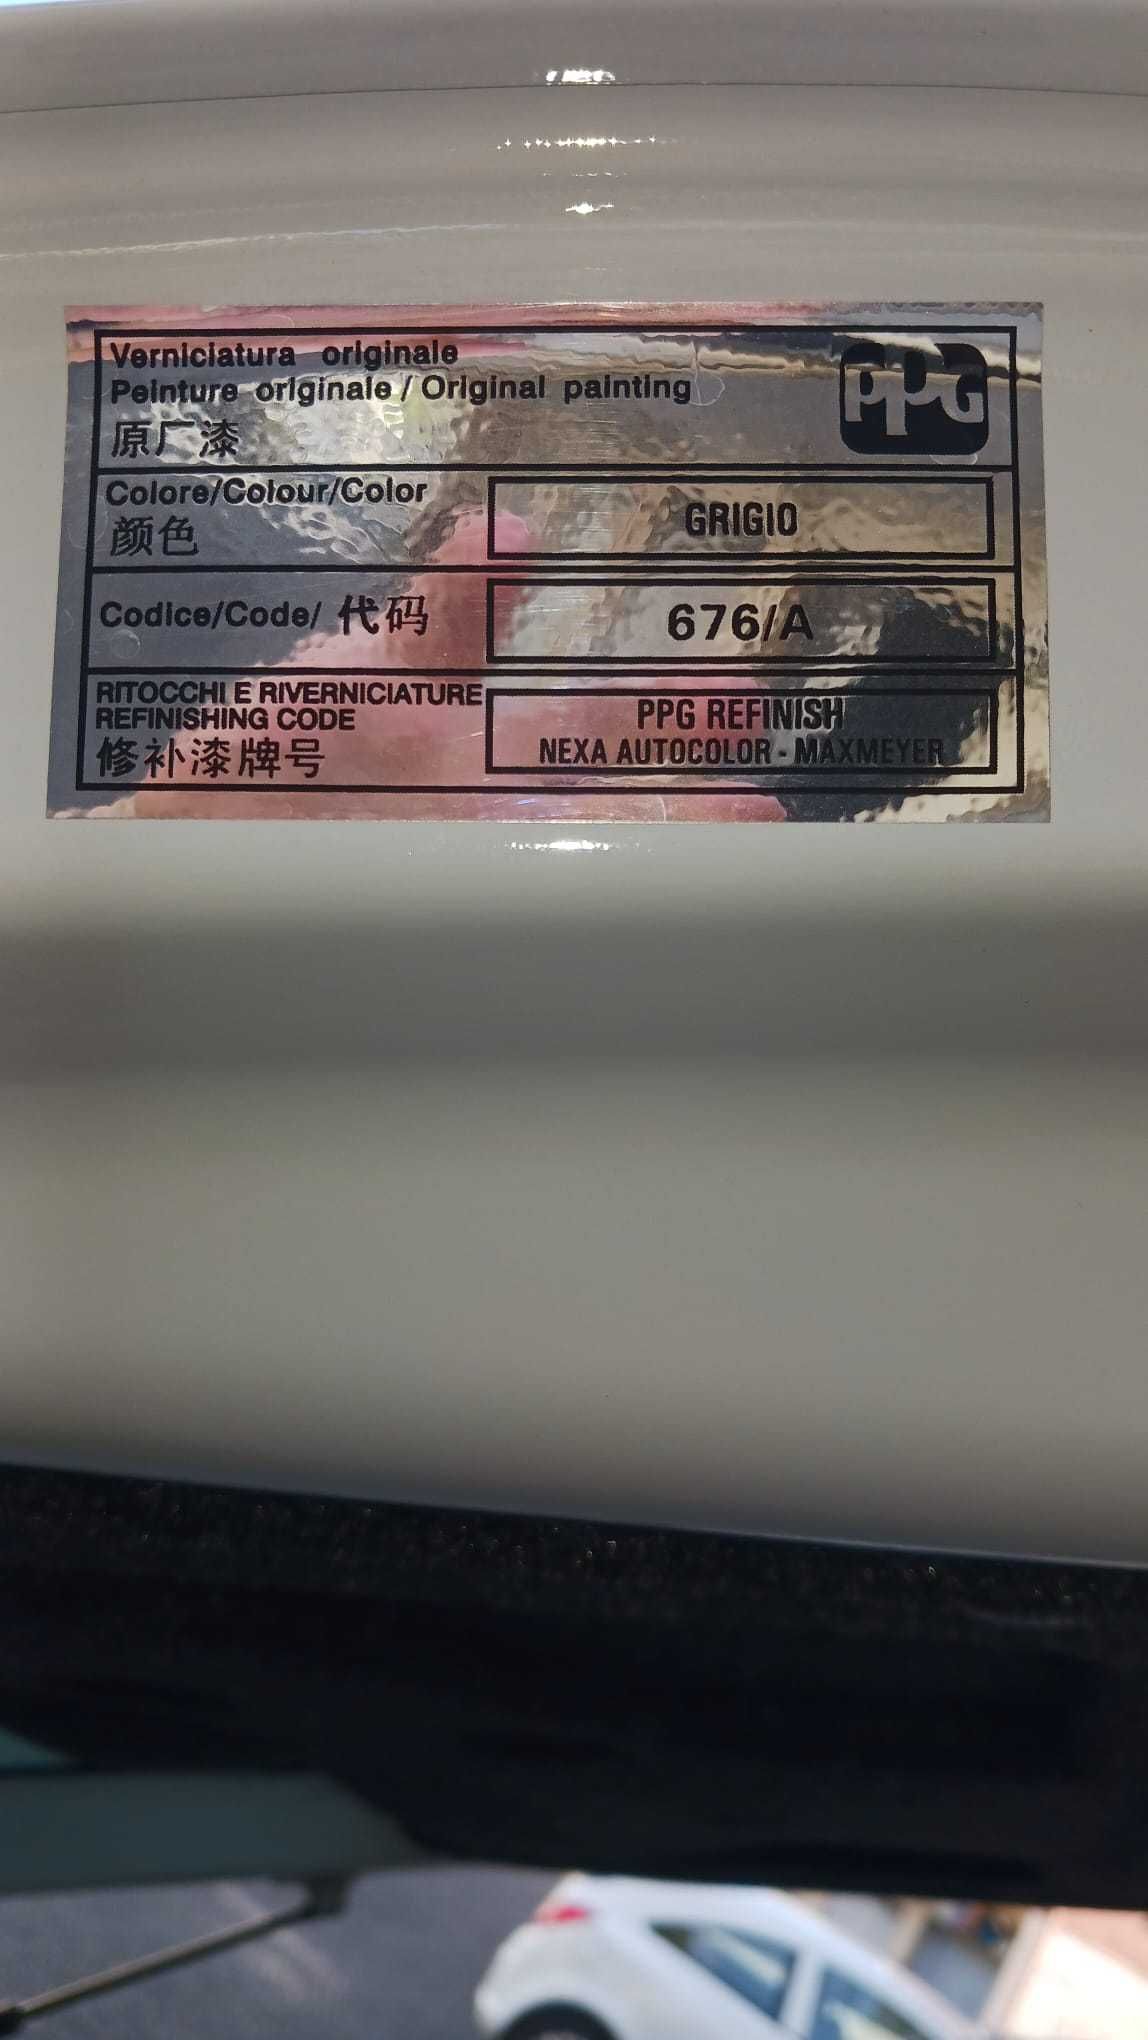 Verniciatura originale
Peinture originale / Original painting
原厂漆
PPG
Colore/Colour/Color
颜色
GRIGIO
Codice/Code/ 代码
676/A
RITOCCHI E RIVERNICIATURE
REFINISHING CODE
修补漆牌号
PPG REFINISH
NEXA AUTOCOLOR - MAXMEYER